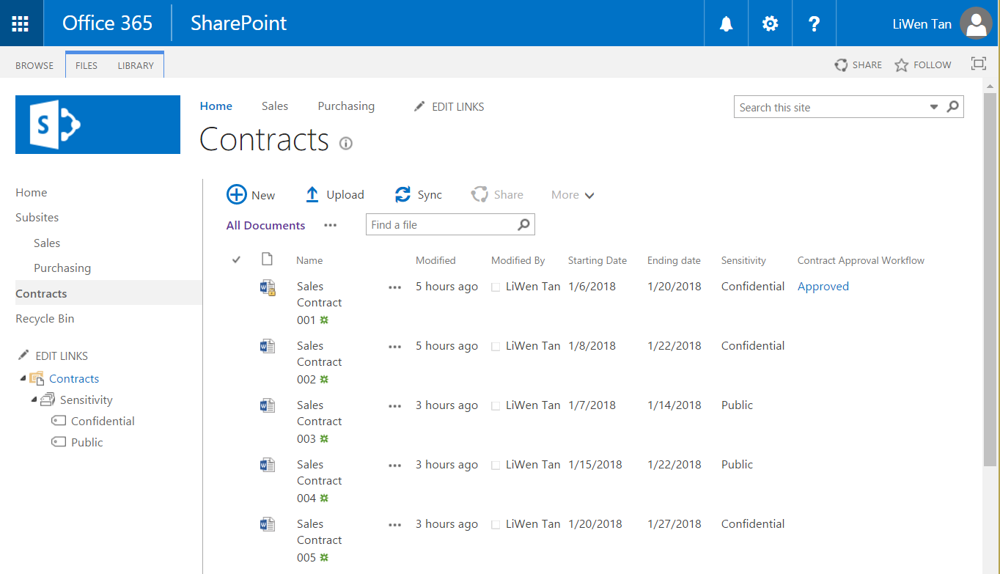 Office 365 SharePoint LiWen Tan
BROWSE FILES LIBRARY SHARE FOLLOW
S
Home Sales Purchasing EDIT LINKS Search this site
Contracts
Home
Subsites
Sales
Purchasing
Contracts
Recycle Bin
EDIT LINKS
Contracts
Sensitivity
Confidential
Public
New Upload Sync Share More
All Documents ••• Find a file
Name Modified Modified By Starting Date Ending date Sensitivity Contract Approval Workflow
Sales ••• 5 hours ago LiWen Tan 1/6/2018 1/20/2018 Confidential Approved
Contract
001
Sales ••• 5 hours ago LiWen Tan 1/8/2018 1/22/2018 Confidential
Contract
002
Sales ••• 3 hours ago LiWen Tan 1/7/2018 1/14/2018 Public
Contract
003
Sales ••• 3 hours ago LiWen Tan 1/15/2018 1/22/2018 Public
Contract
004
Sales ••• 3 hours ago LiWen Tan 1/20/2018 1/27/2018 Confidential
Contract
005